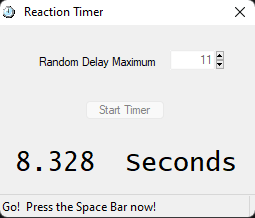 Reaction Timer
Random Delay Maximum 11
Start Timer
8.328 Seconds
Go! Press the Space Bar now!